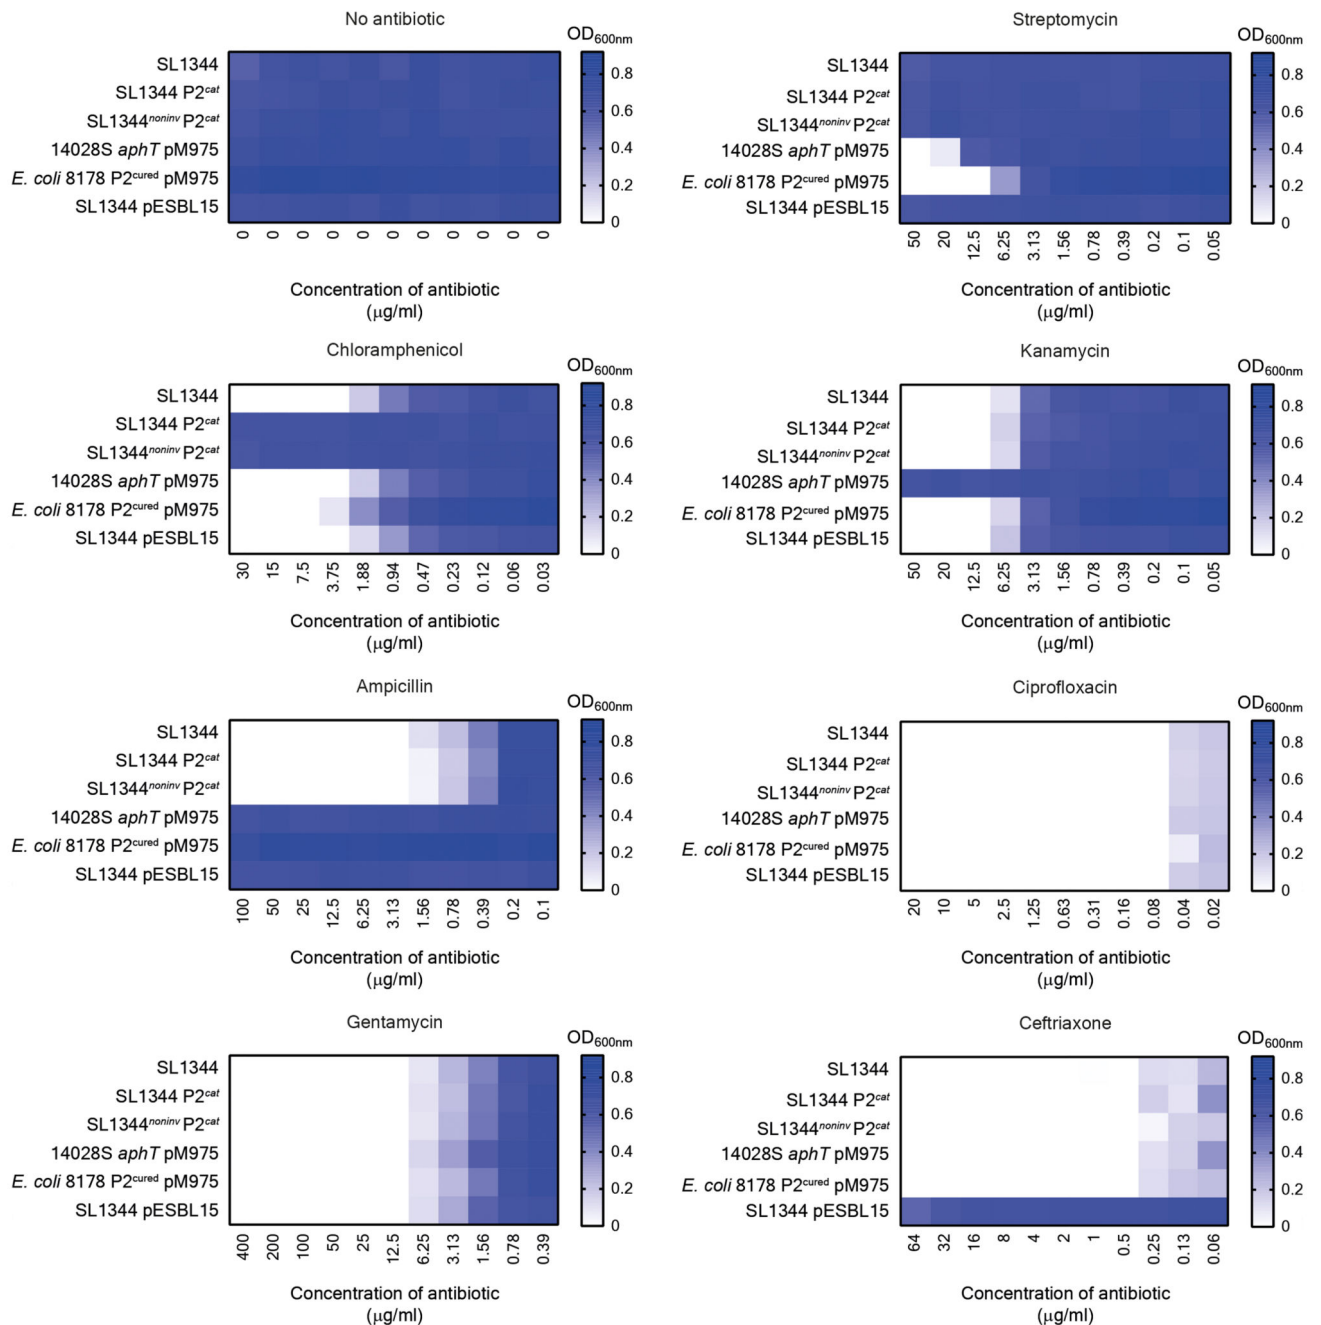 No antibiotic
OD600nm
SL1344
SL1344 P2cat
SL1344noninv P2cat
14028S aphT pM975
E. coli 8178 P2cured pM975
SL1344 pESBL15
0.8
0.6
0.4
0.2
0
0 0 0 0 0 0 0 0 0 0 0
Concentration of antibiotic
(μg/ml)
Streptomycin
OD600nm
SL1344
SL1344 P2cat
SL1344noninv P2cat
14028S aphT pM975
E. coli 8178 P2cured pM975
SL1344 pESBL15
0.8
0.6
0.4
0.2
0
50 20 12.5 6.25 3.13 1.56 0.78 0.39 0.2 0.1 0.05
Concentration of antibiotic
(μg/ml)
Chloramphenicol
OD600nm
SL1344
SL1344 P2cat
SL1344noninv P2cat
14028S aphT pM975
E. coli 8178 P2cured pM975
SL1344 pESBL15
0.8
0.6
0.4
0.2
0
30 15 7.5 3.75 1.88 0.94 0.47 0.23 0.12 0.06 0.03
Concentration of antibiotic
(μg/ml)
Kanamycin
OD600nm
SL1344
SL1344 P2cat
SL1344noninv P2cat
14028S aphT pM975
E. coli 8178 P2cured pM975
SL1344 pESBL15
0.8
0.6
0.4
0.2
0
50 20 12.5 6.25 3.13 1.56 0.78 0.39 0.2 0.1 0.05
Concentration of antibiotic
(μg/ml)
Ampicillin
OD600nm
SL1344
SL1344 P2cat
SL1344noninv P2cat
14028S aphT pM975
E. coli 8178 P2cured pM975
SL1344 pESBL15
0.8
0.6
0.4
0.2
0
100 50 25 12.5 6.25 3.13 1.56 0.78 0.39 0.2 0.1
Concentration of antibiotic
(μg/ml)
Ciprofloxacin
OD600nm
SL1344
SL1344 P2cat
SL1344noninv P2cat
14028S aphT pM975
E. coli 8178 P2cured pM975
SL1344 pESBL15
0.8
0.6
0.4
0.2
0
20 10 5 2.5 1.25 0.63 0.31 0.16 0.08 0.04 0.02
Concentration of antibiotic
(μg/ml)
Gentamycin
OD600nm
SL1344
SL1344 P2cat
SL1344noninv P2cat
14028S aphT pM975
E. coli 8178 P2cured pM975
SL1344 pESBL15
0.8
0.6
0.4
0.2
0
400 200 100 50 25 12.5 6.25 3.13 1.56 0.78 0.39
Concentration of antibiotic
(μg/ml)
Ceftriaxone
OD600nm
SL1344
SL1344 P2cat
SL1344noninv P2cat
14028S aphT pM975
E. coli 8178 P2cured pM975
SL1344 pESBL15
0.8
0.6
0.4
0.2
0
64 32 16 8 4 2 1 0.5 0.25 0.13 0.06
Concentration of antibiotic
(μg/ml)